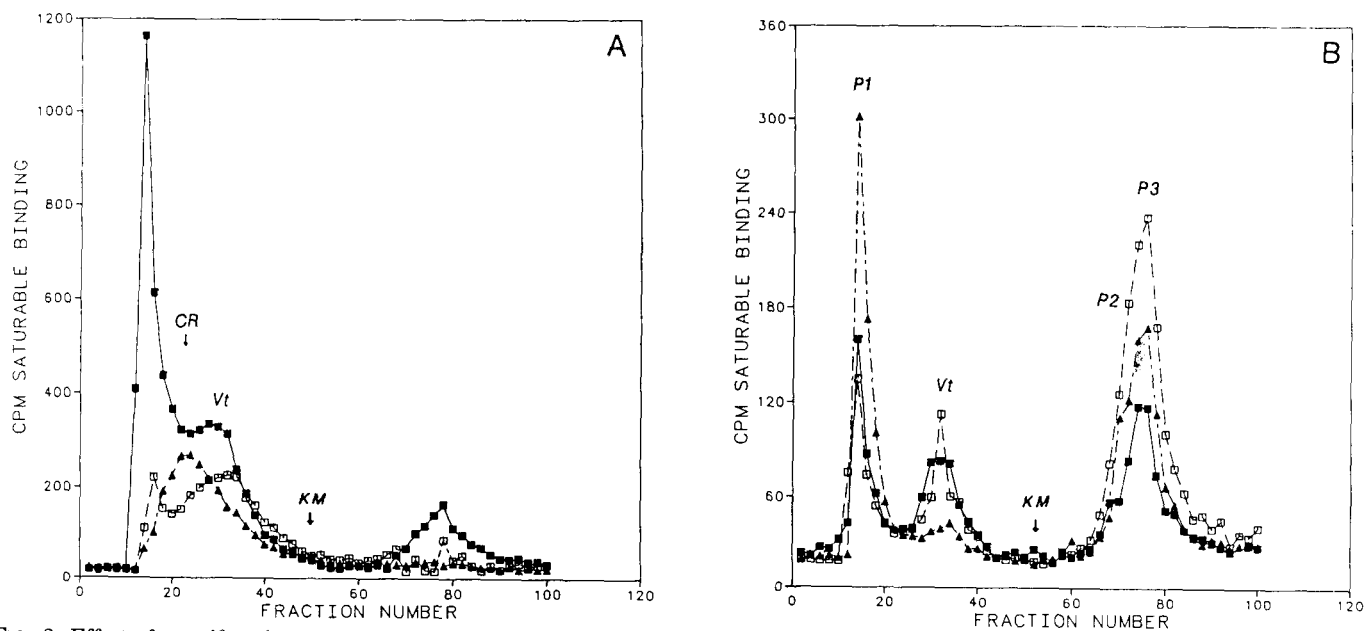 A
1200
1000
800
600
400
200
0
CPM SATURABLE BINDING
CR
Vt
KM
0 20 40 60 80 100 120
FRACTION NUMBER
B
360
300
240
180
120
60
0
CPM SATURABLE BINDING
P1
Vt
KM
P2
P3
0 20 40 60 80 100 120
FRACTION NUMBER